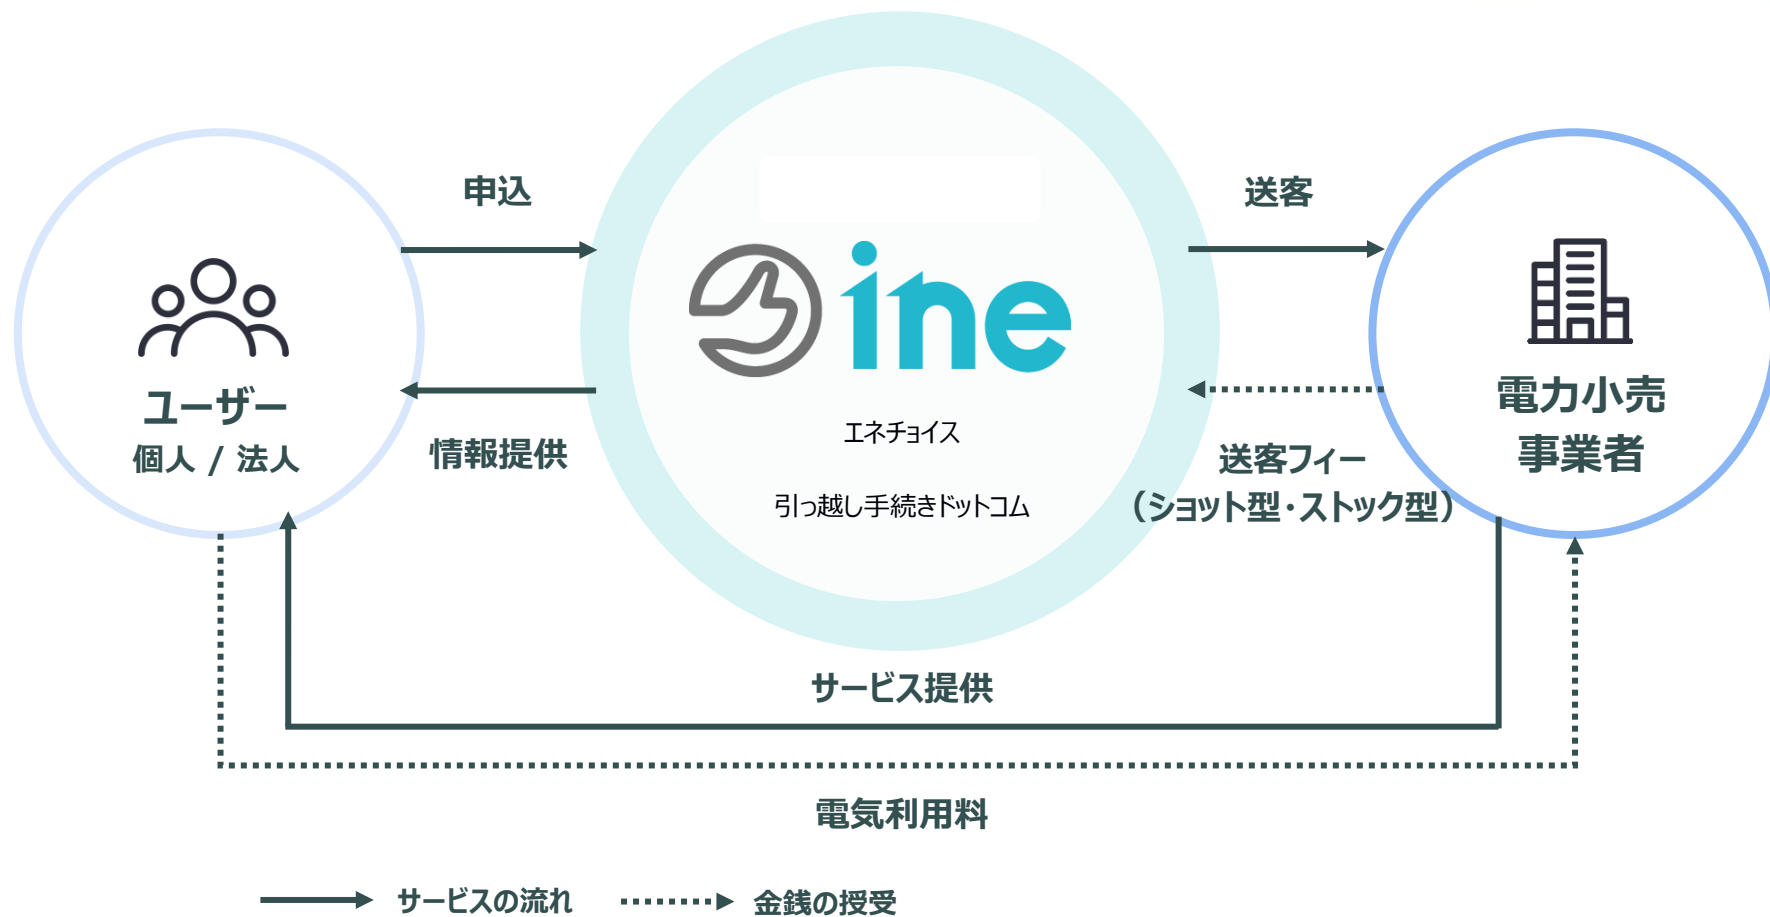 申込
送客
ine
ユーザー
個人 / 法人
情報提供
エネチョイス
引っ越し手続きドットコム
電力小売
事業者
送客フィー
（ショット型・ストック型）
サービス提供
電気利用料
サービスの流れ
金銭の授受